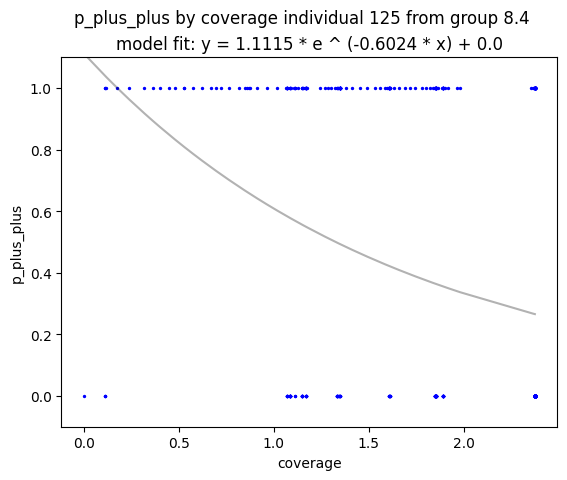 p_plus_plus by coverage individual 125 from group 8.4
model fit: y = 1.1115 * e ^ (-0.6024 * x) + 0.0
1.0
0.8
0.6
0.4
0.2
0.0
p_plus_plus
0.0 0.5 1.0 1.5 2.0
coverage